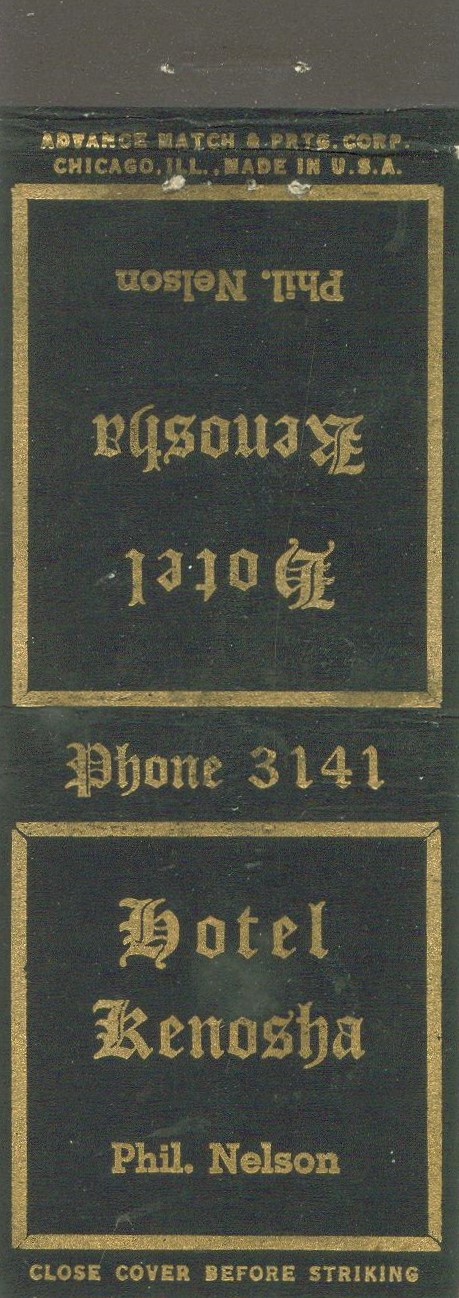 ADVANCE MATCH & PRTG. CORP.
CHICAGO, ILL., MADE IN U.S.A.
Hotel
Kenosha
Phil. Nelson
Phone 3141
Hotel
Kenosha
Phil. Nelson
CLOSE COVER BEFORE STRIKING